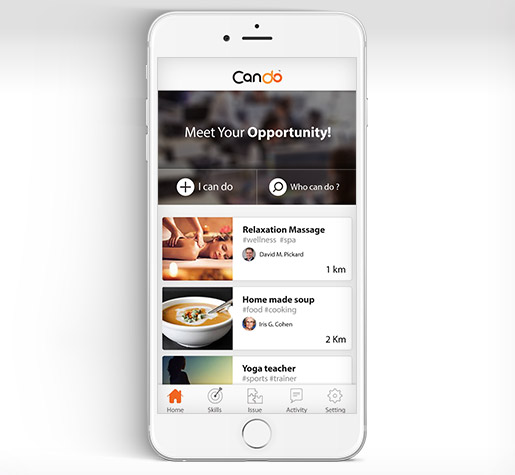 Cando
Meet Your Opportunity!
I can do
Who can do ?
Relaxation Massage
#wellness #spa
David M. Pickard
1 km
Home made soup
#food #cooking
Iris G. Cohen
2 Km
Yoga teacher
#sports #trainer
Home Skills Issue Activity Setting